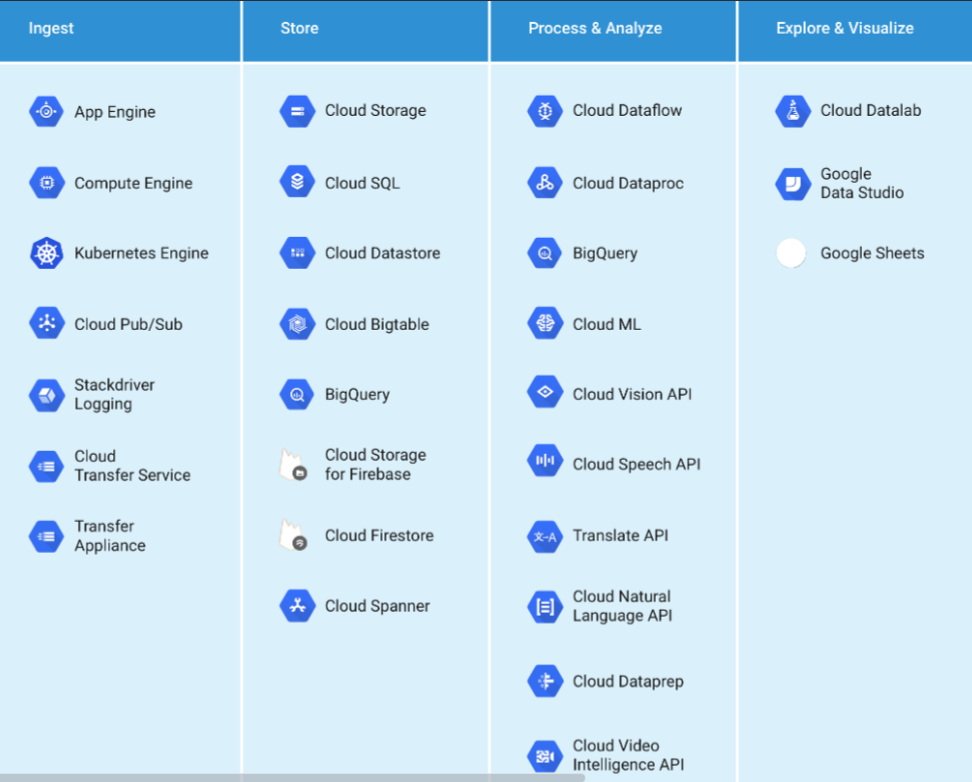 Ingest
Store
Process & Analyze
Explore & Visualize
App Engine
Compute Engine
Kubernetes Engine
Cloud Pub/Sub
Stackdriver
Logging
Cloud
Transfer Service
Transfer
Appliance
Cloud Storage
Cloud SQL
Cloud Datastore
Cloud Bigtable
BigQuery
Cloud Storage
for Firebase
Cloud Firestore
Cloud Spanner
Cloud Dataflow
Cloud Dataproc
BigQuery
Cloud ML
Cloud Vision API
Cloud Speech API
文-A
Translate API
Cloud Natural
Language API
Cloud Dataprep
Cloud Video
Intelligence API
Cloud Datalab
Google
Data Studio
Google Sheets